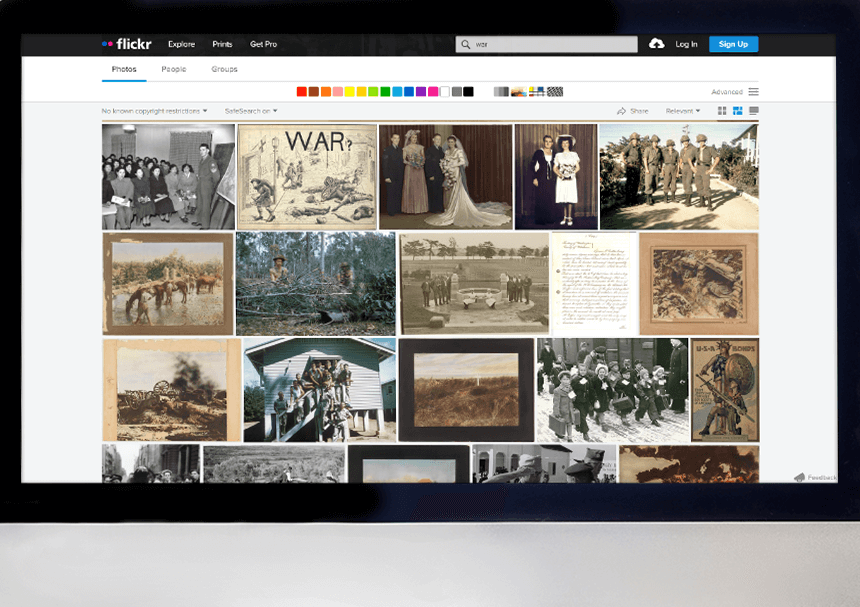 flickr Explore Prints Get Pro war Log In Sign Up
Photos People Groups
Advanced
No known copyright restrictions SafeSearch on Share Relevant
WAR?
U·S·A BONDS
Feedback